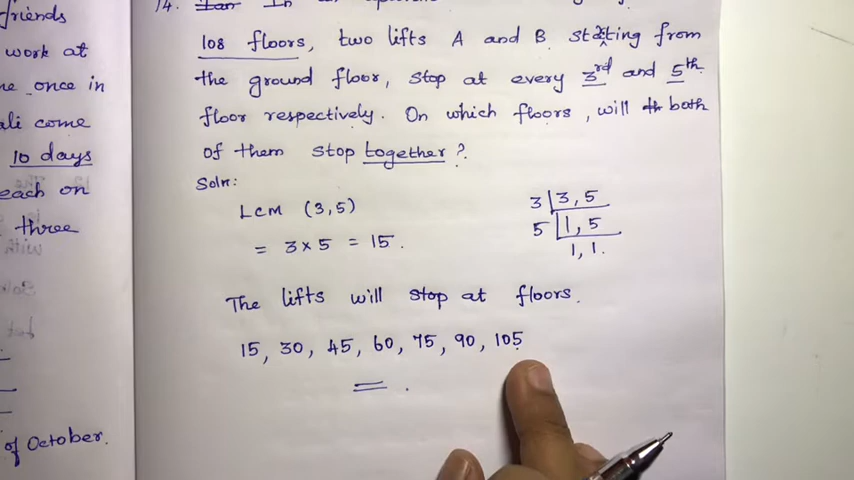 friends
work at
once in
come
10 days
each on
three
of October.
14.
108 floors, two lifts A and B stating from
the ground floor, stop at every 3rd and 5th
floor respectively. On which floors, will both
of them stop together?
Soln:
LCM (3,5)
= 3 × 5 = 15.
3 | 3, 5
5 | 1, 5
1, 1.
The lifts will stop at floors.
15, 30, 45, 60, 75, 90, 105